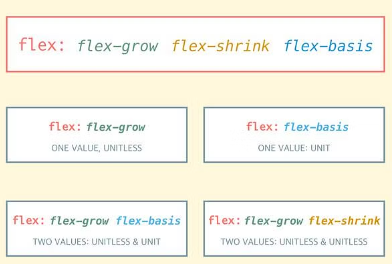 flex: flex-grow flex-shrink flex-basis
flex: flex-grow
ONE VALUE, UNITLESS
flex: flex-basis
ONE VALUE: UNIT
flex: flex-grow flex-basis
TWO VALUES: UNITLESS & UNIT
flex: flex-grow flex-shrink
TWO VALUES: UNITLESS & UNITLESS